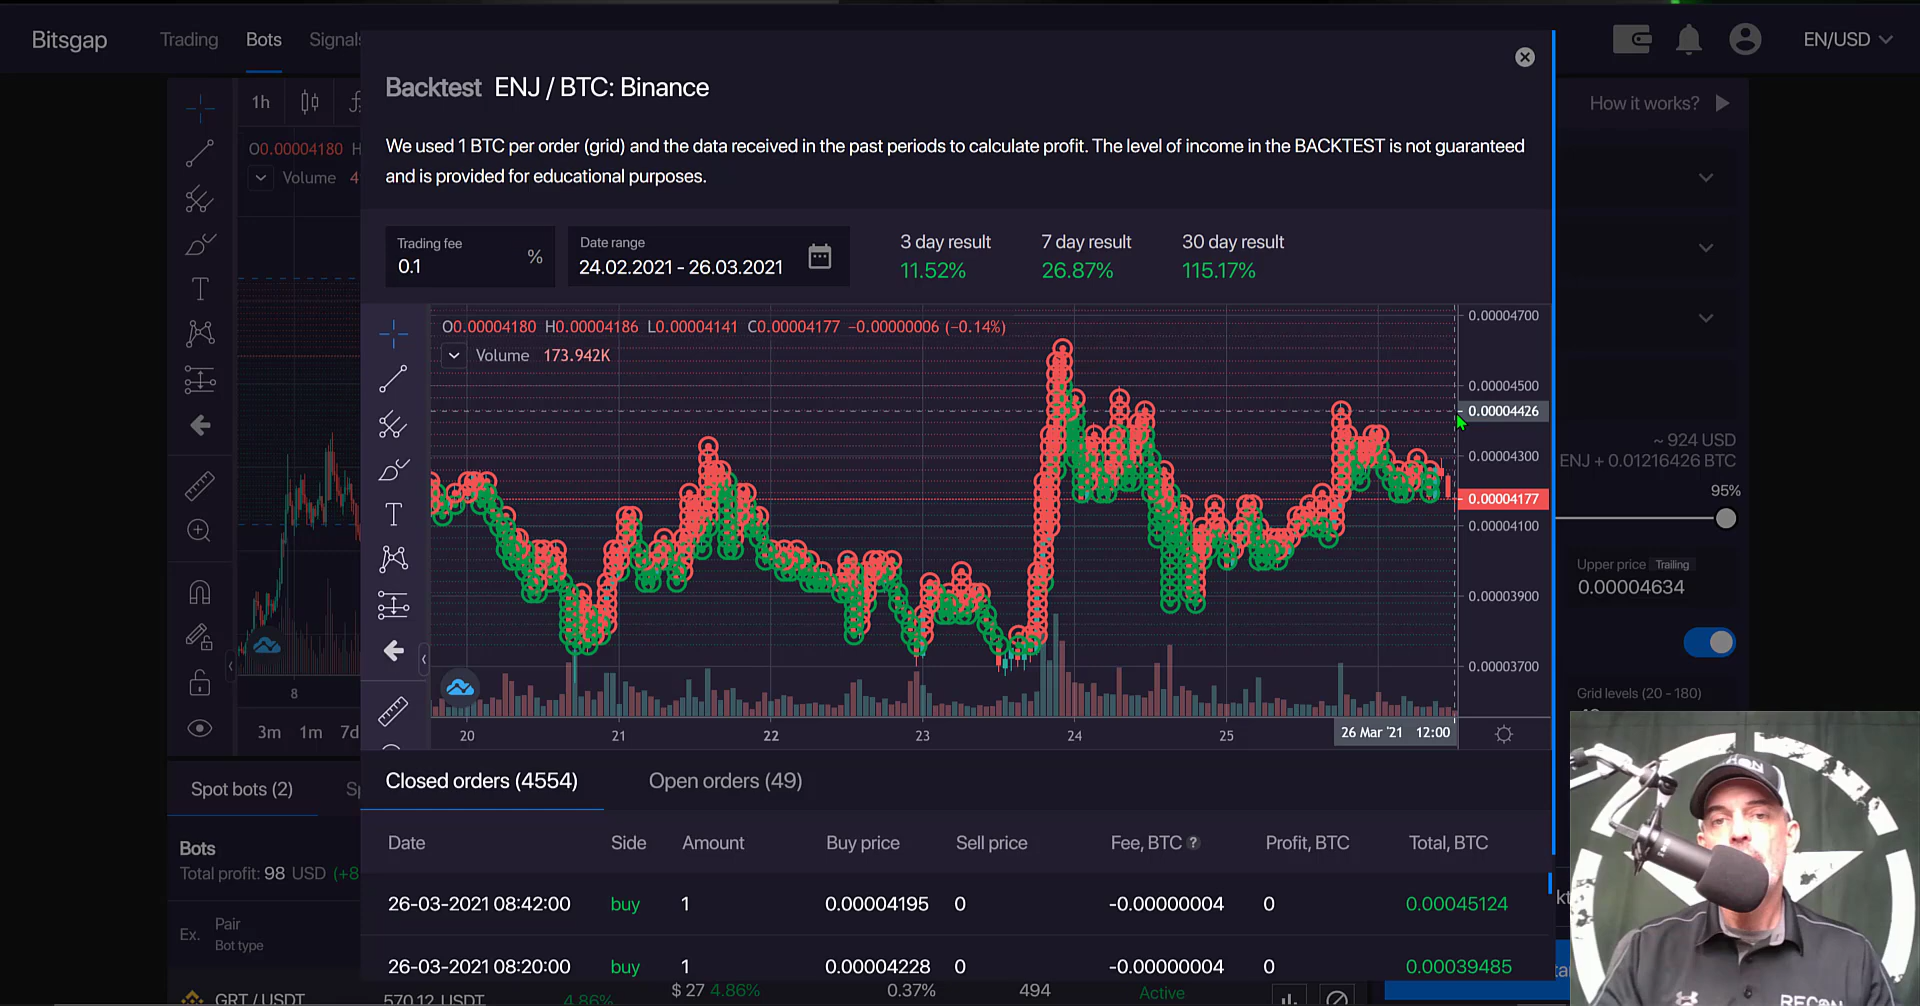 Bitsgap
Trading Bots Signals
EN/USD
Backtest ENJ / BTC: Binance
We used 1 BTC per order (grid) and the data received in the past periods to calculate profit. The level of income in the BACKTEST is not guaranteed
and is provided for educational purposes.
1h
How it works?
O0.00004180 H
Volume 4
Trading fee
0.1 %
Date range
24.02.2021 - 26.03.2021
3 day result
11.52%
7 day result
26.87%
30 day result
115.17%
O0.00004180 H0.00004186 L0.00004141 C0.00004177 −0.00000006 (−0.14%)
Volume 173.942K
0.00004700
0.00004500
0.00004426
0.00004300
0.00004177
0.00004100
0.00003900
0.00003700
20 21 22 23 24 25 26 Mar '21 12:00
8
3m 1m 7d
~ 924 USD
ENJ + 0.01216426 BTC
95%
Upper price Trailing
0.00004634
Grid levels (20 - 180)
Closed orders (4554) Open orders (49)
Date Side Amount Buy price Sell price Fee, BTC ? Profit, BTC Total, BTC
26-03-2021 08:42:00 buy 1 0.00004195 0 -0.00000004 0 0.00045124
26-03-2021 08:20:00 buy 1 0.00004228 0 -0.00000004 0 0.00039485
Spot bots (2)
Bots
Total profit: 98 USD (+8
Ex. Pair
Bot type
GRT / USDT 570.12 USDT 4.86% $ 27 4.86% 0.37% 494 Active
RECON
RECON